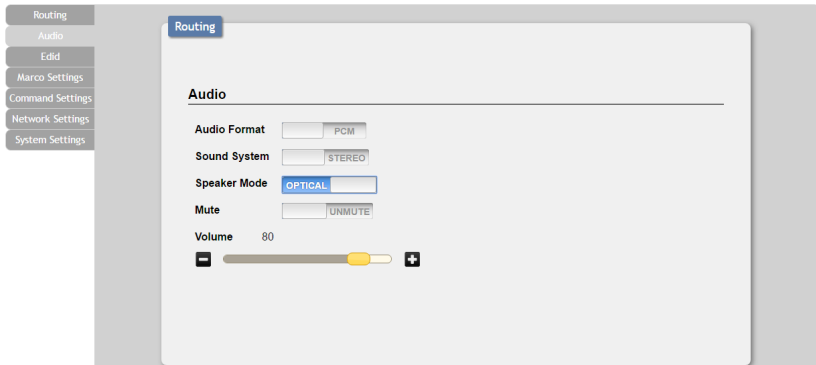 Routing
Audio
Edid
Marco Settings
Command Settings
Network Settings
System Settings
Routing
Audio
Audio Format PCM
Sound System STEREO
Speaker Mode OPTICAL
Mute UNMUTE
Volume 80